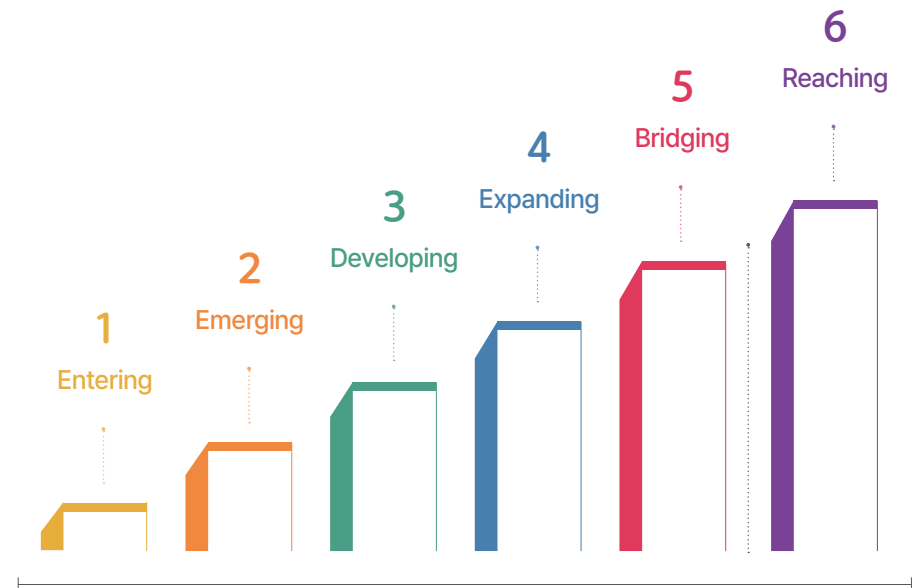 1
Entering
2
Emerging
3
Developing
4
Expanding
5
Bridging
6
Reaching